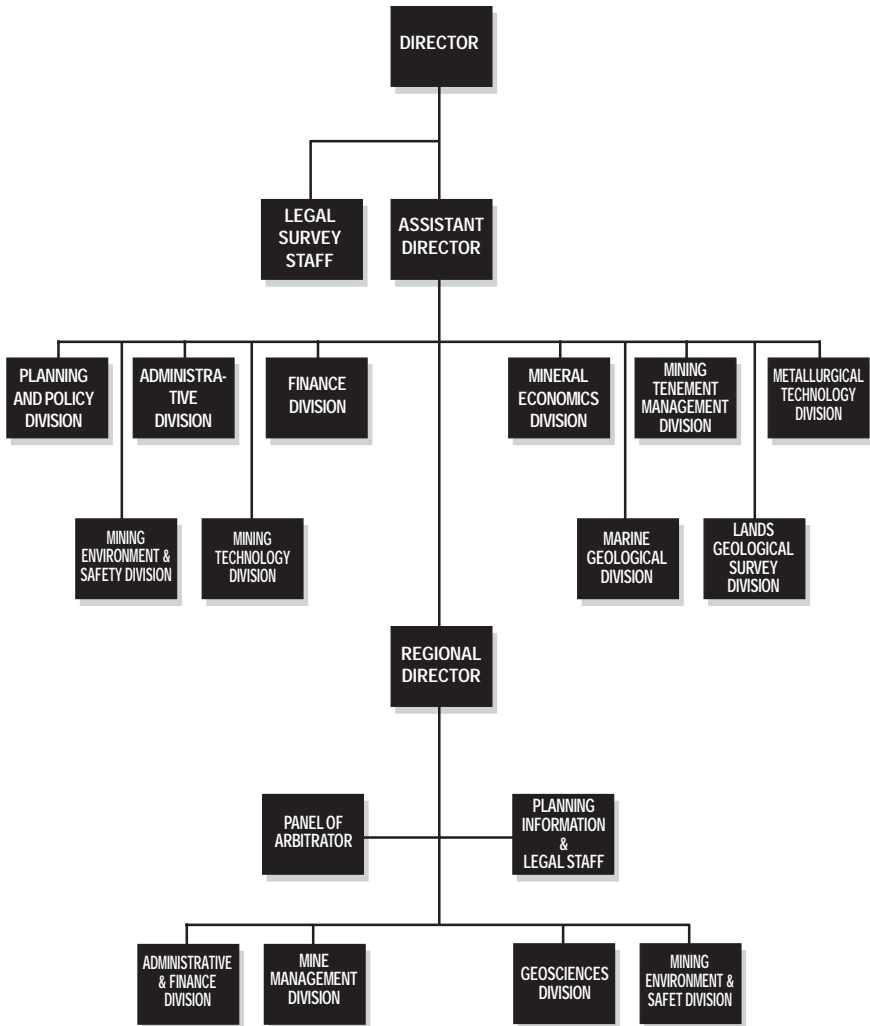 DIRECTOR
LEGAL
SURVEY
STAFF
ASSISTANT
DIRECTOR
PLANNING
AND POLICY
DIVISION
ADMINISTRA-
TIVE
DIVISION
FINANCE
DIVISION
MINERAL
ECONOMICS
DIVISION
MINING
TENEMENT
MANAGEMENT
DIVISION
METALLURGICAL
TECHNOLOGY
DIVISION
MINING
ENVIRONMENT &
SAFETY DIVISION
MINING
TECHNOLOGY
DIVISION
MARINE
GEOLOGICAL
DIVISION
LANDS
GEOLOGICAL
SURVEY
DIVISION
REGIONAL
DIRECTOR
PANEL OF
ARBITRATOR
PLANNING
INFORMATION
&
LEGAL STAFF
ADMINISTRATIVE
& FINANCE
DIVISION
MINE
MANAGEMENT
DIVISION
GEOSCIENCES
DIVISION
MINING
ENVIRONMENT &
SAFET DIVISION